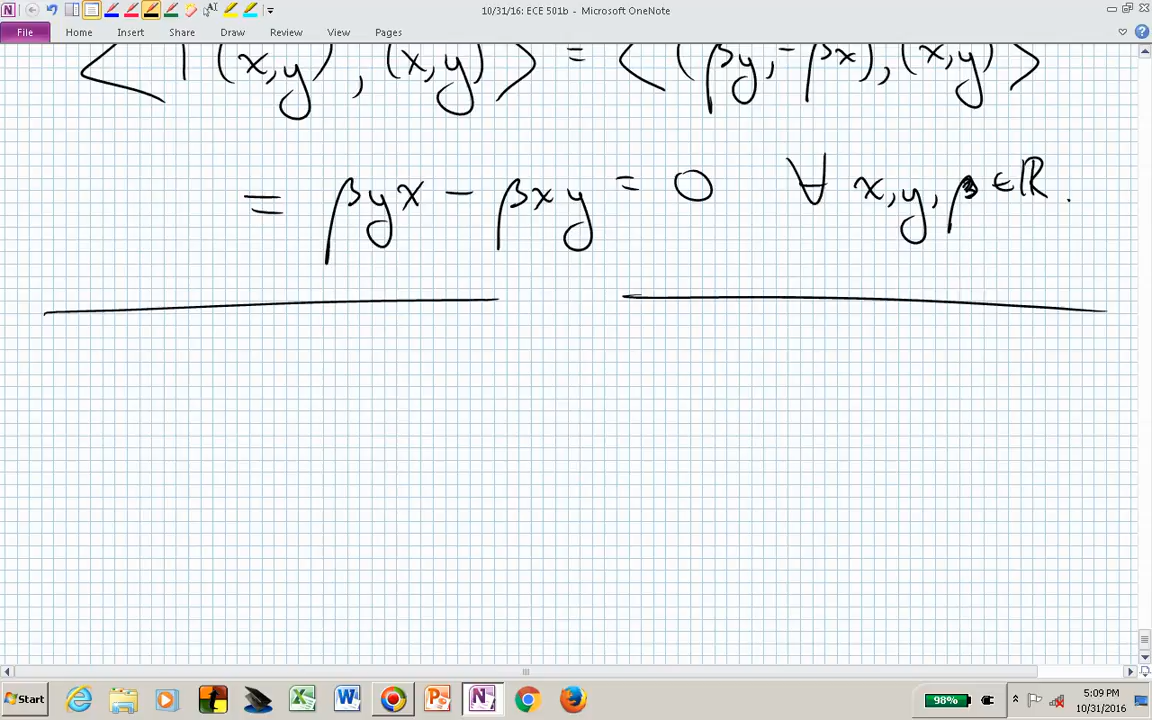 10/31/16: ECE 501b - Microsoft OneNote
File Home Insert Share Draw Review View Pages
⟨T(x,y), (x,y)⟩ = ⟨(βy, -βx), (x,y)⟩
= βyx - βxy = 0 ∀ x,y,β ∈ ℝ.
Start
98%
5:09 PM
10/31/2016